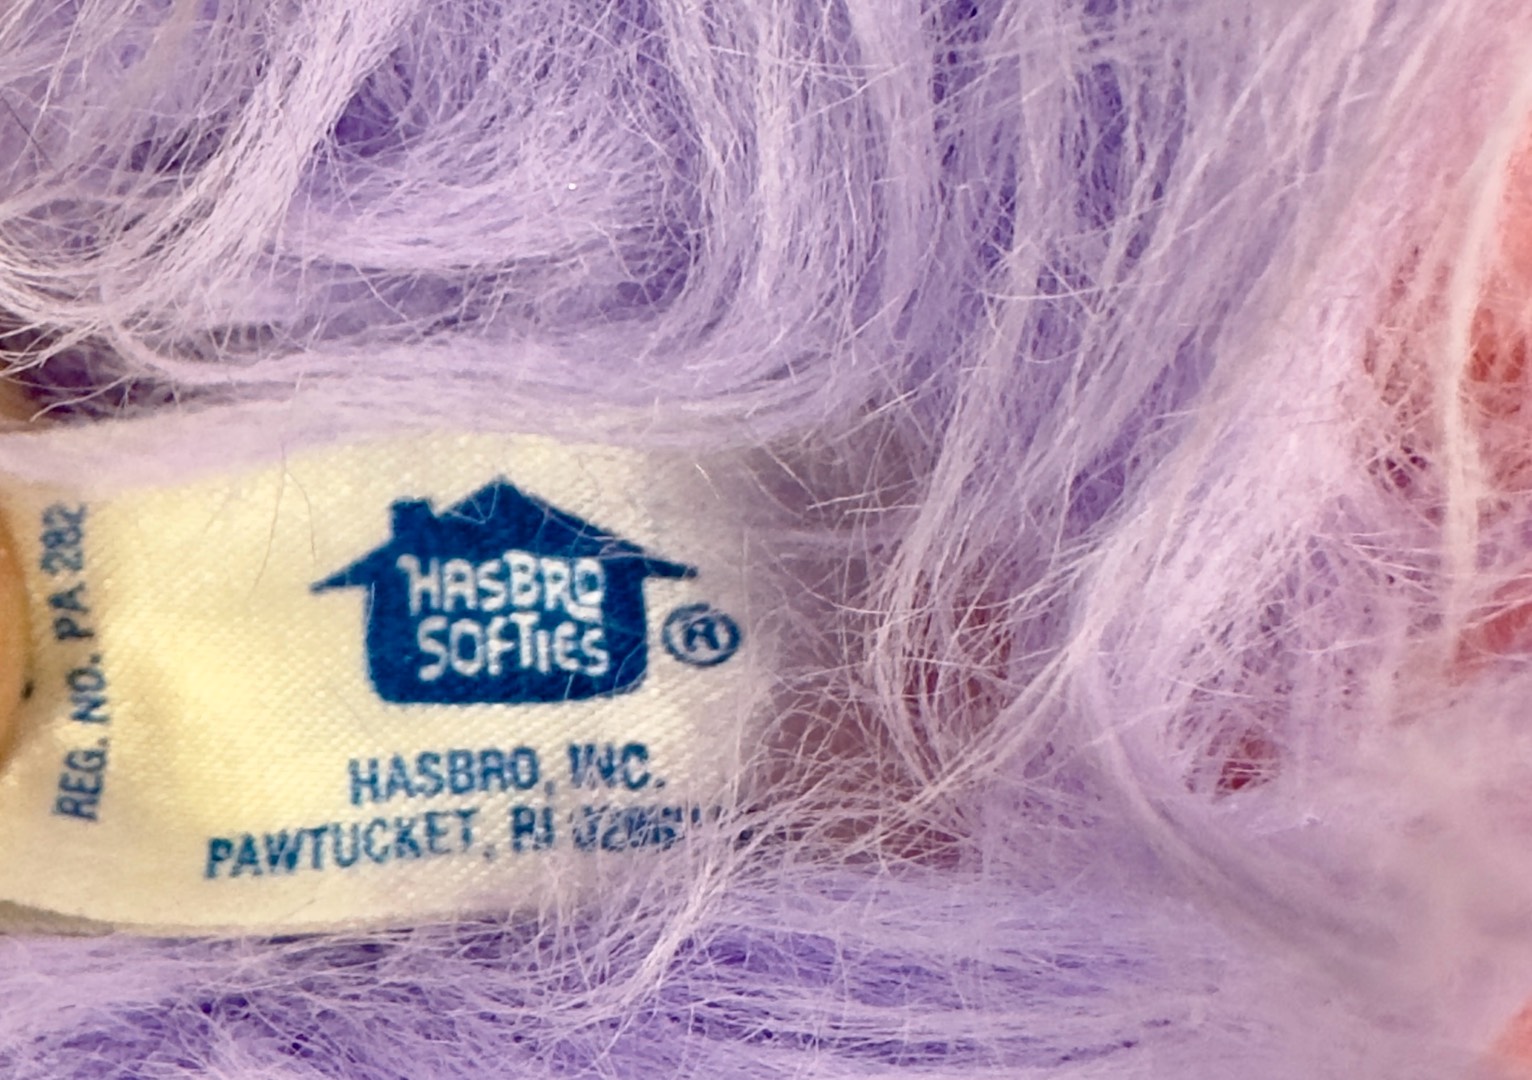 REG. NO. PA 282
HASBRO
SOFTIES
®
HASBRO, INC.
PAWTUCKET, RI